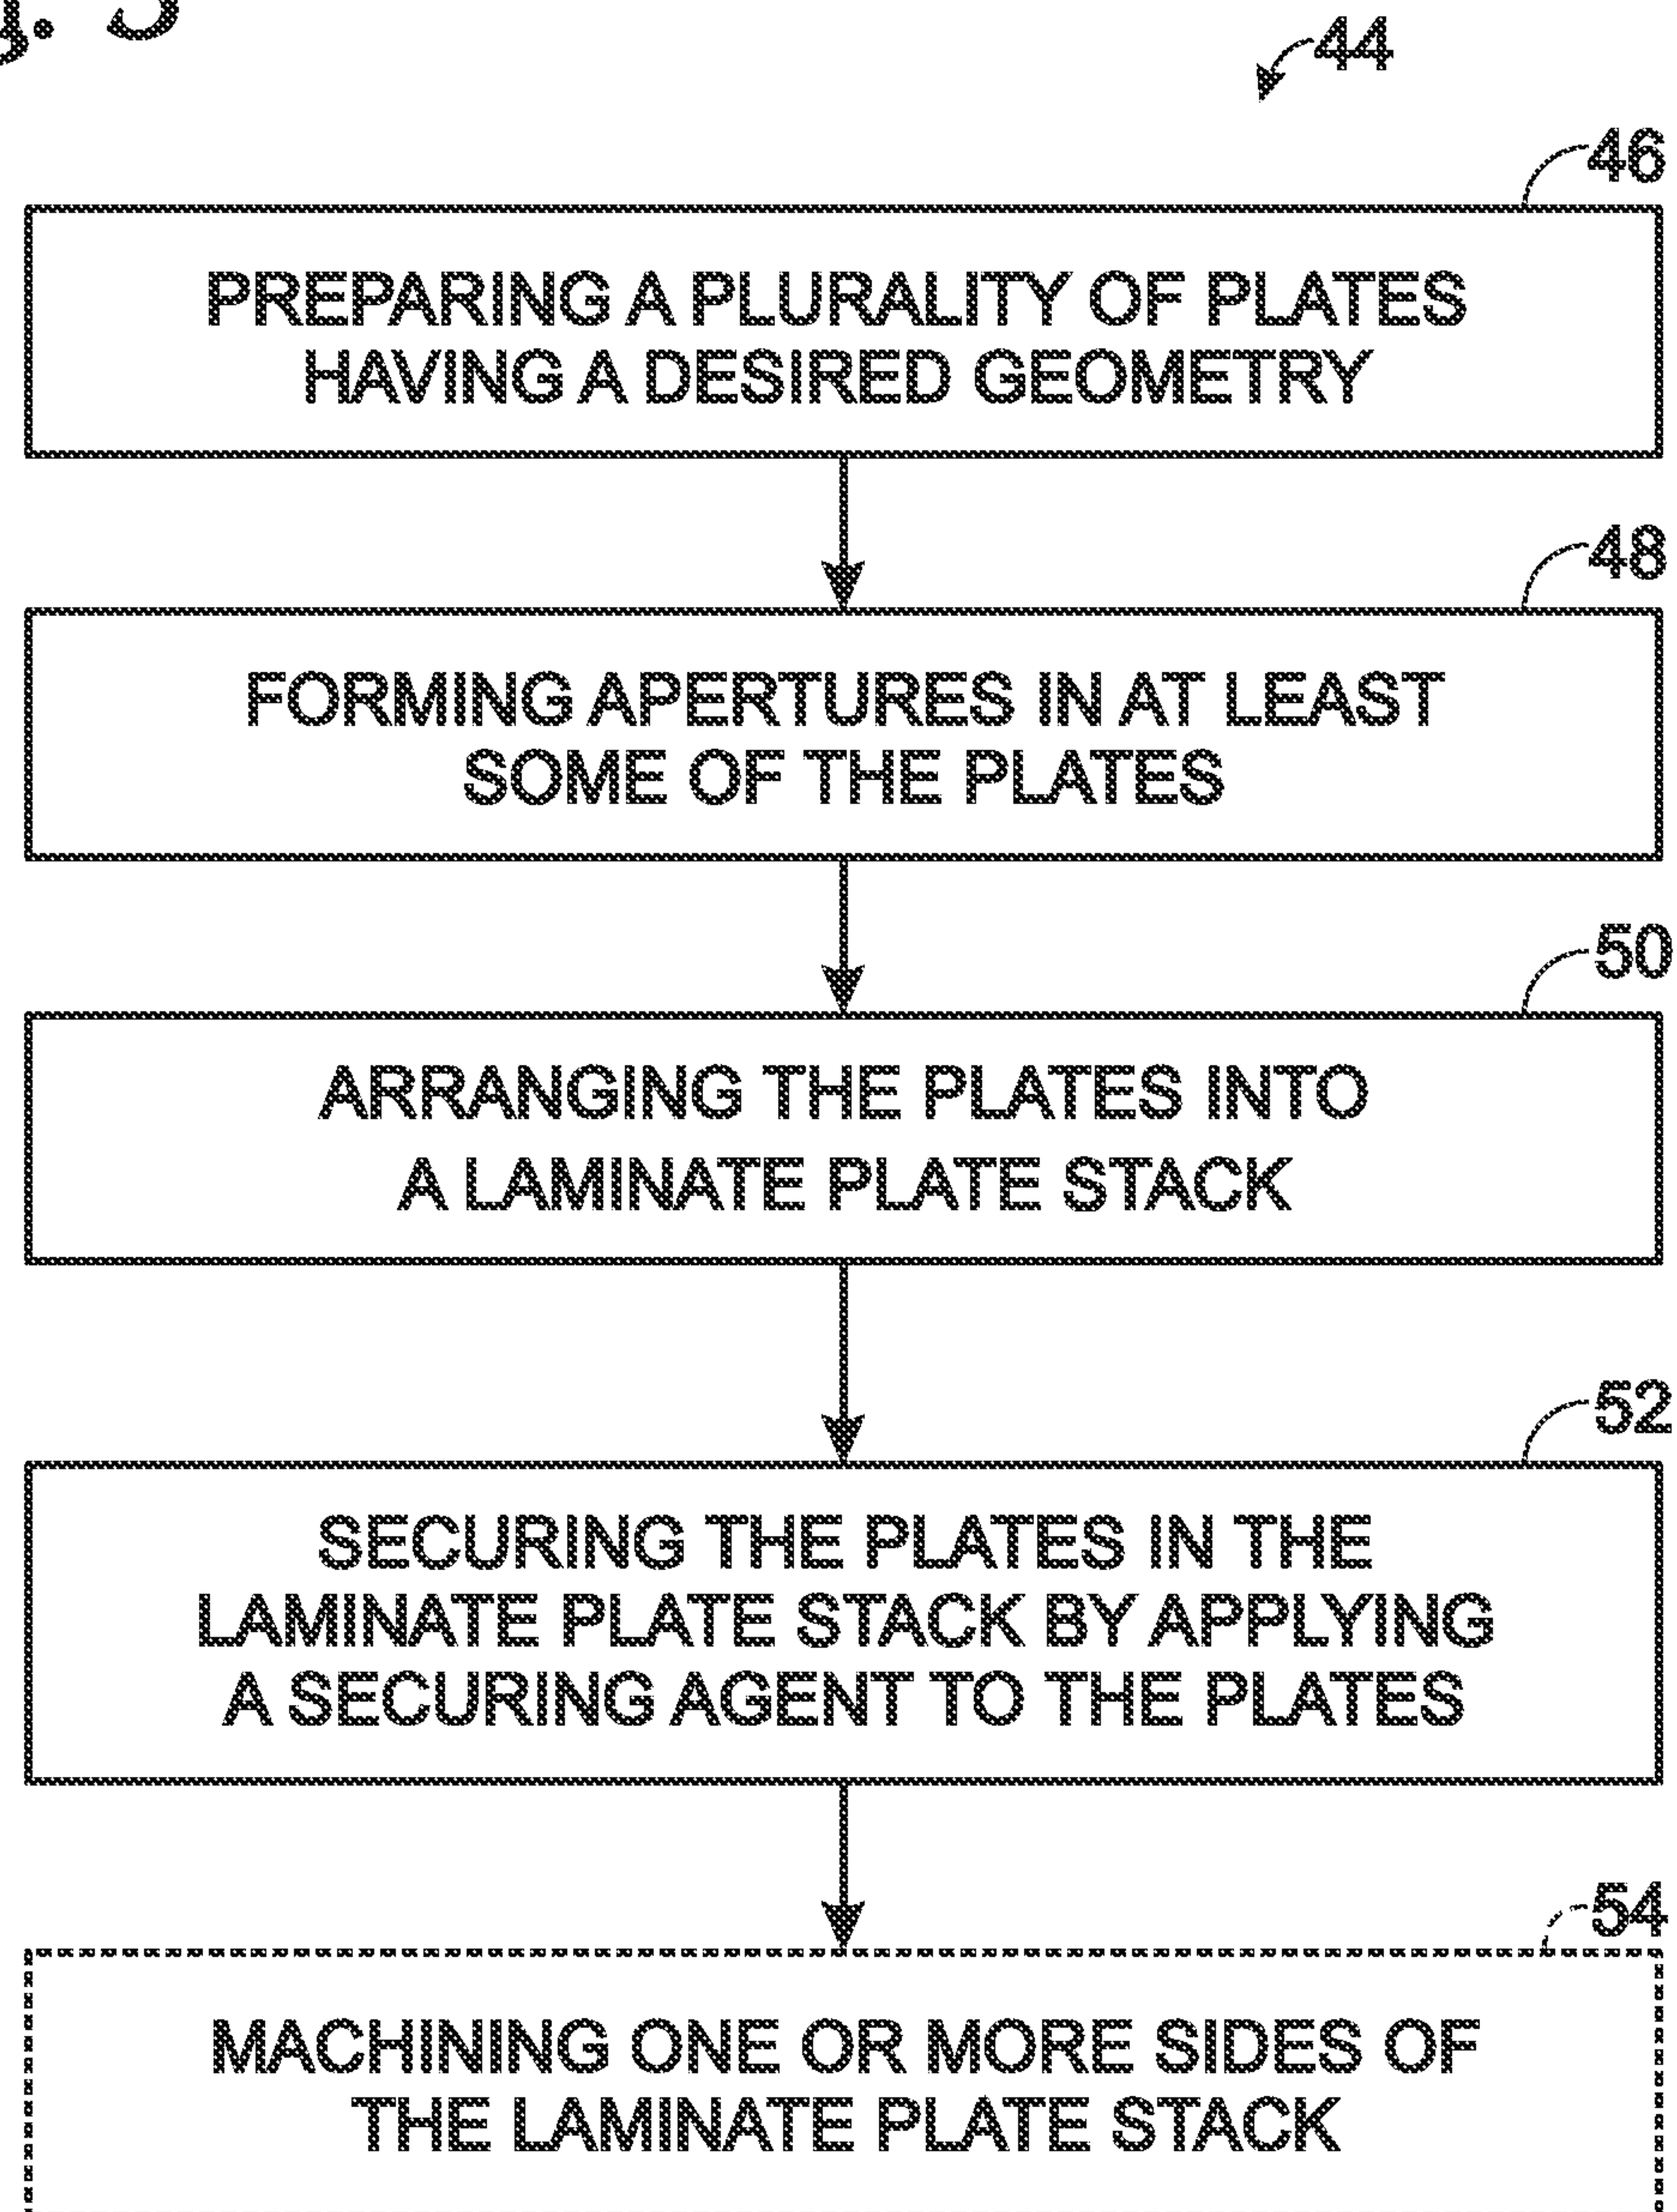 44
46
PREPARING A PLURALITY OF PLATES
HAVING A DESIRED GEOMETRY
48
FORMING APERTURES IN AT LEAST
SOME OF THE PLATES
50
ARRANGING THE PLATES INTO
A LAMINATE PLATE STACK
52
SECURING THE PLATES IN THE
LAMINATE PLATE STACK BY APPLYING
A SECURING AGENT TO THE PLATES
54
MACHINING ONE OR MORE SIDES OF
THE LAMINATE PLATE STACK